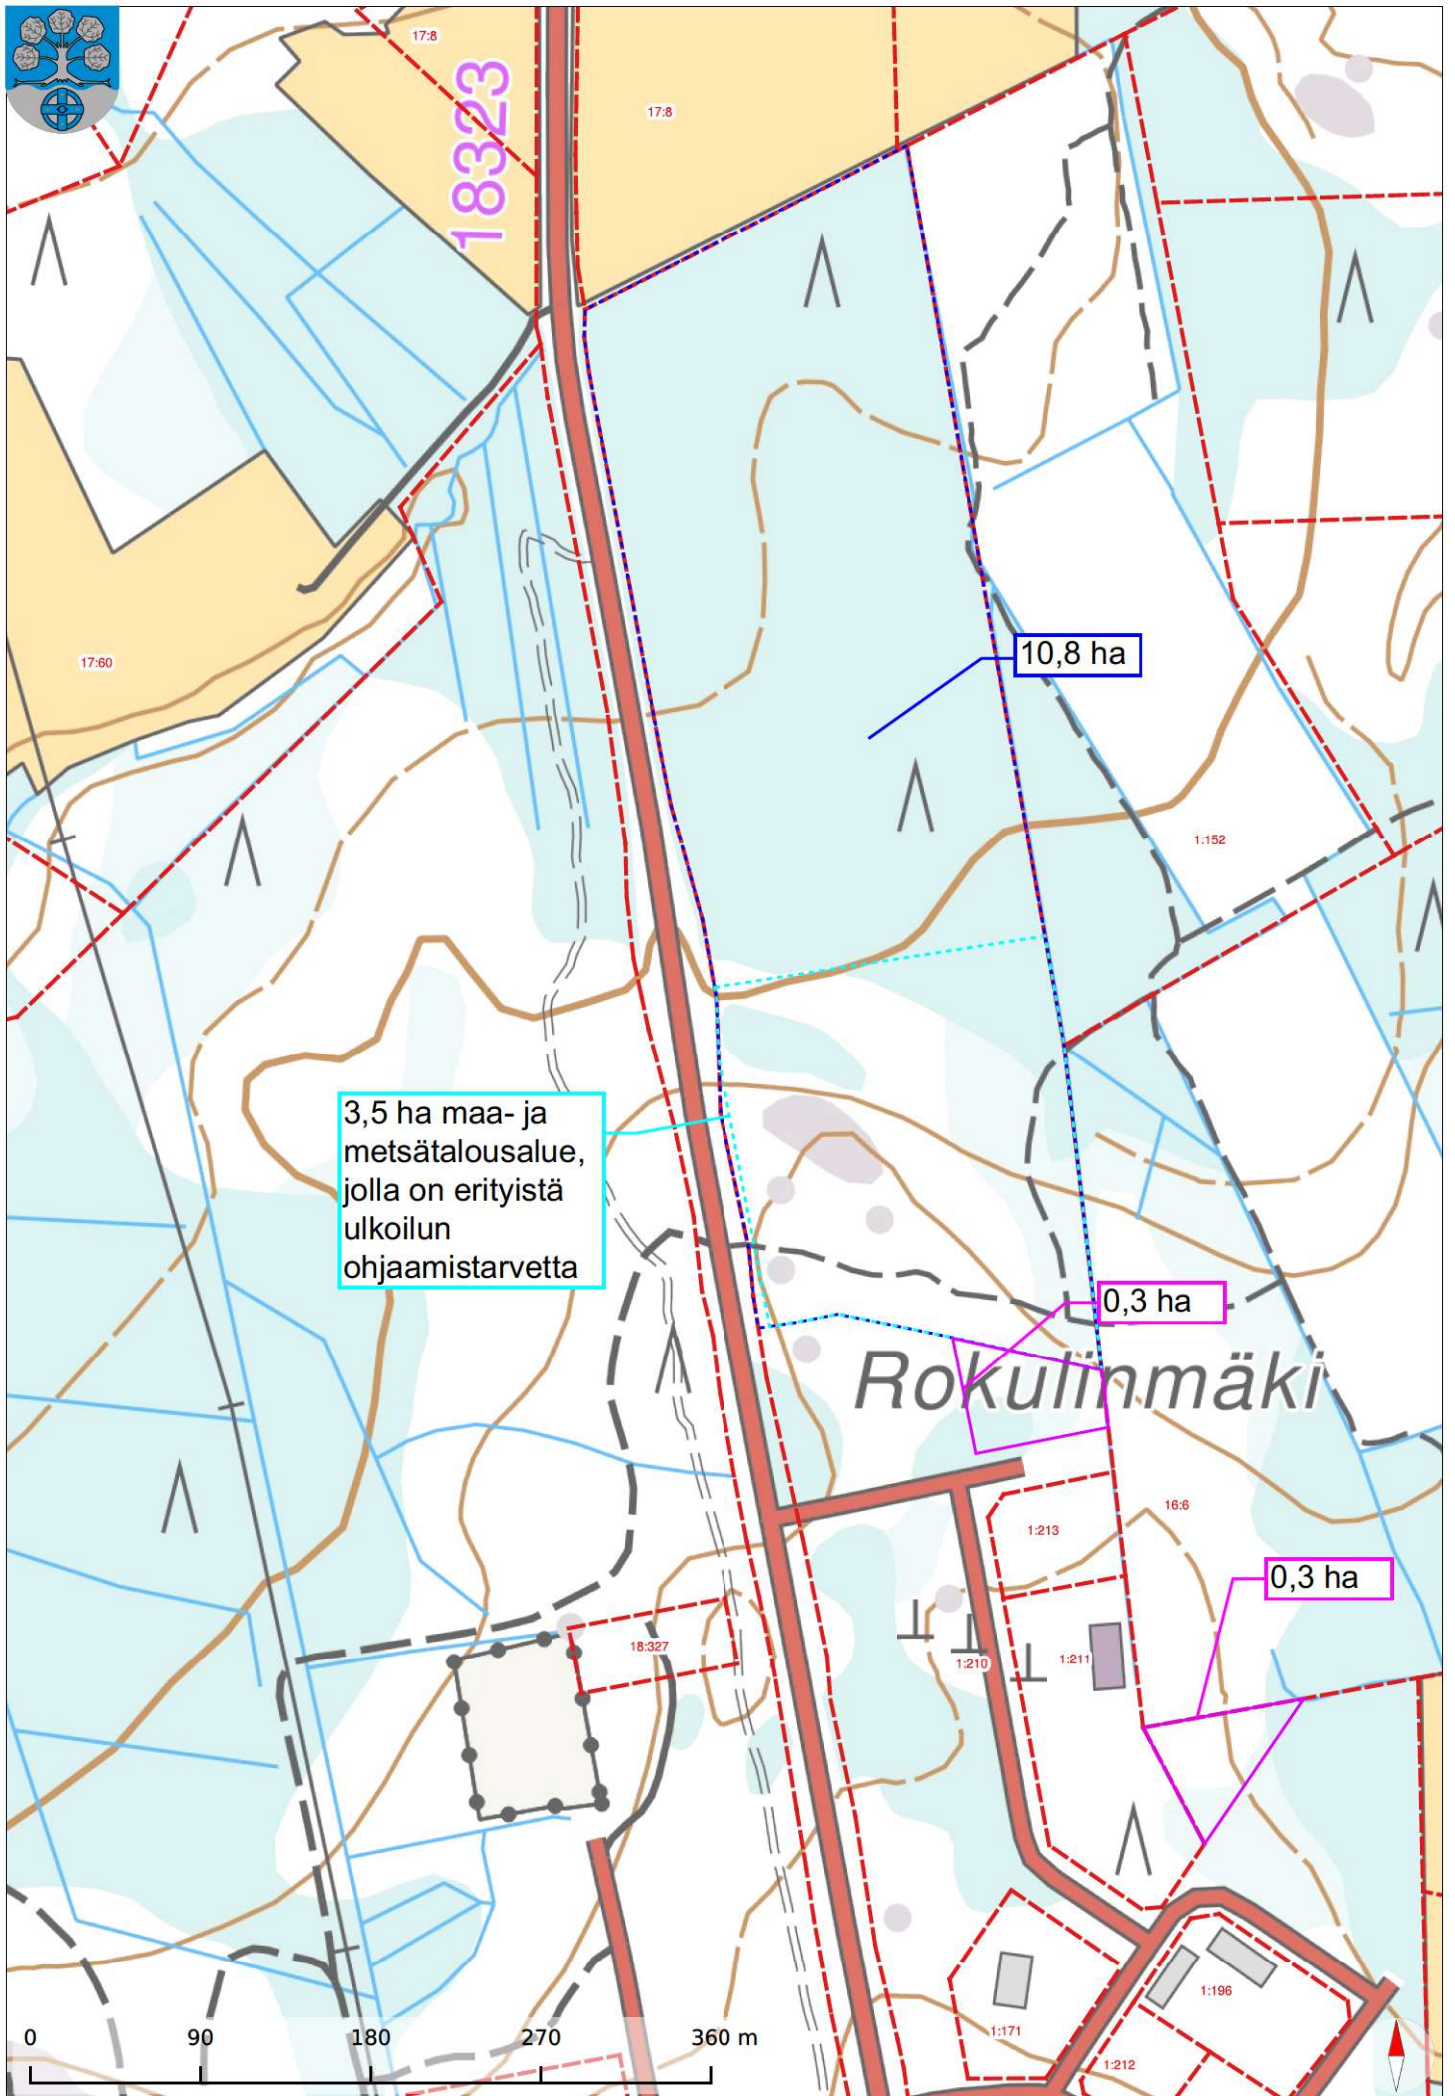 17:8
18323
17:8
17:60
10,8 ha
1:152
3,5 ha maa- ja
metsätalousalue,
jolla on erityistä
ulkoilun
ohjaamistarvetta
0,3 ha
Rokulinmäki
16:6
1:213
0,3 ha
18:327
1:210
1:211
1:196
1:171
1:212
0 90 180 270 360 m